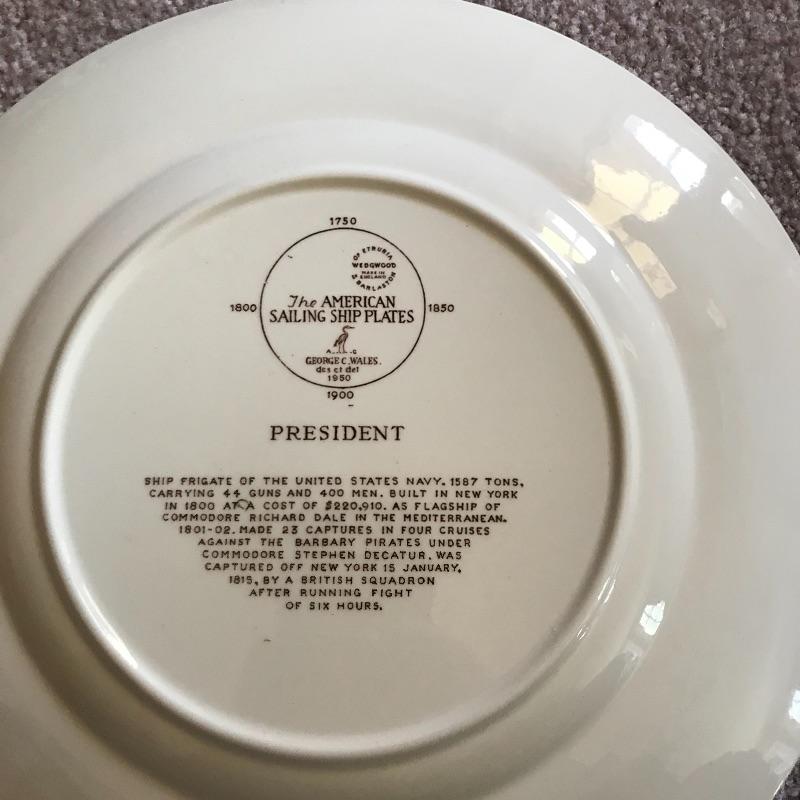 1750
OF ETRURIA
WEDGWOOD
MADE IN
ENGLAND
& BARLASTON
1800
1850
The AMERICAN
SAILING SHIP PLATES
A C
GEORGE C. WALES.
des et del
1950
1900
PRESIDENT
SHIP FRIGATE OF THE UNITED STATES NAVY. 1587 TONS,
CARRYING 44 GUNS AND 400 MEN. BUILT IN NEW YORK
IN 1800 AT A COST OF $220,910. AS FLAGSHIP OF
COMMODORE RICHARD DALE IN THE MEDITERRANEAN.
1801-02. MADE 23 CAPTURES IN FOUR CRUISES
AGAINST THE BARBARY PIRATES UNDER
COMMODORE STEPHEN DECATUR. WAS
CAPTURED OFF NEW YORK 15 JANUARY,
1815, BY A BRITISH SQUADRON
AFTER RUNNING FIGHT
OF SIX HOURS.